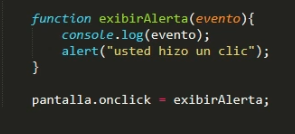 function exibirAlerta(evento){
console.log(evento);
alert("usted hizo un clic");
}
pantalla.onclick = exibirAlerta;